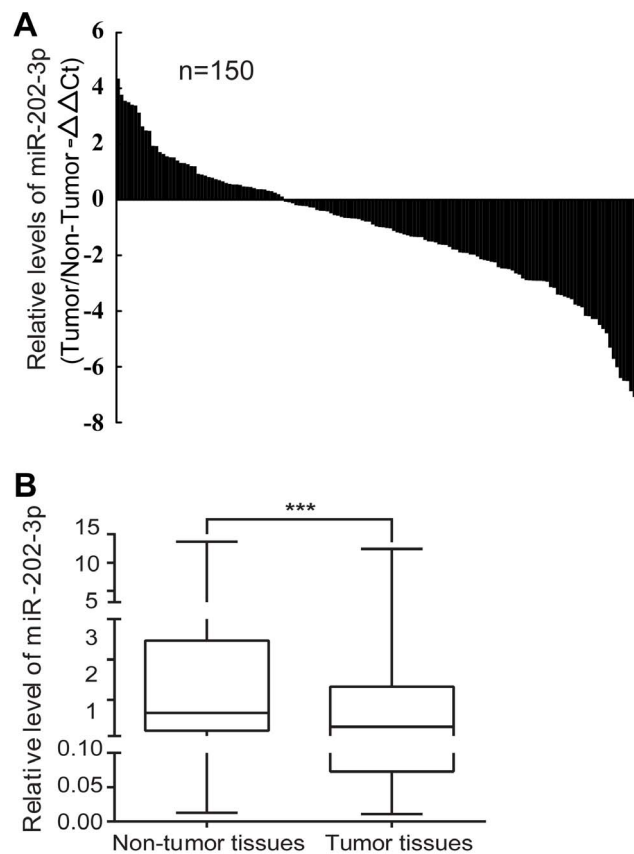 A
Relative levels of miR-202-3p
(Tumor/Non-Tumor -△△Ct)
6
4
2
0
-2
-4
-6
-8
n=150
B
Relative level of miR-202-3p
15
10
5
3
2
1
0.10
0.05
0.00
***
Non-tumor tissues
Tumor tissues